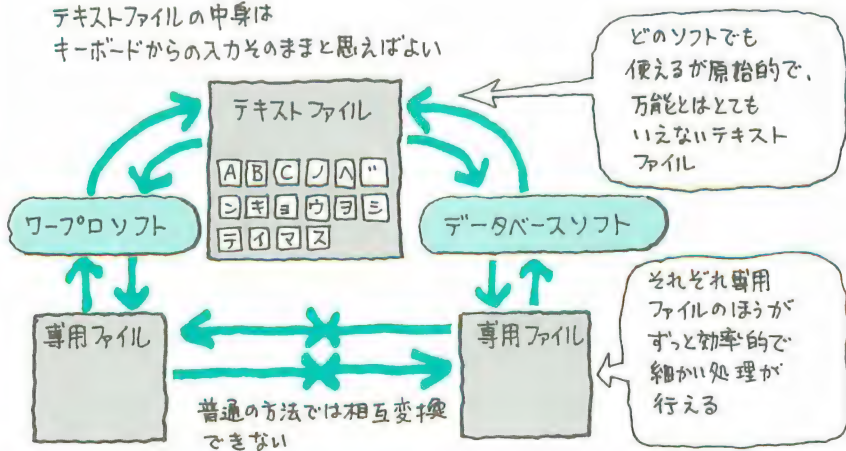 テキストファイルの中身は
キーボードからの入力そのままと思えばよい
どのソフトでも
使えるが原始的で、
万能とはとても
いえないテキスト
ファイル
テキストファイル
ABCノベ
ンキョウヲシ
テイマス
ワープロソフト
データベースソフト
専用ファイル
専用ファイル
それぞれ専用
ファイルのほうが
ずっと効率的で
細かい処理が
行える
普通の方法では相互変換
できない